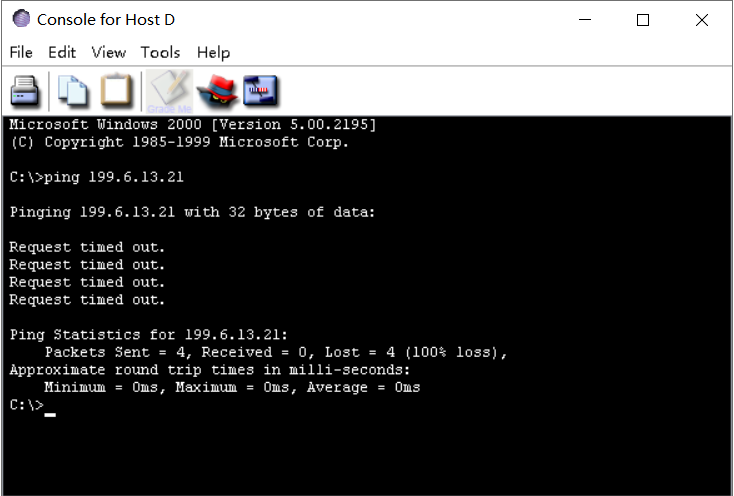 Console for Host D
File Edit View Tools Help
Grade Me
Microsoft Windows 2000 [Version 5.00.2195]
(C) Copyright 1985-1999 Microsoft Corp.
C:\>ping 199.6.13.21
Pinging 199.6.13.21 with 32 bytes of data:
Request timed out.
Request timed out.
Request timed out.
Request timed out.
Ping Statistics for 199.6.13.21:
Packets Sent = 4, Received = 0, Lost = 4 (100% loss),
Approximate round trip times in milli-seconds:
Minimum = 0ms, Maximum = 0ms, Average = 0ms
C:\>